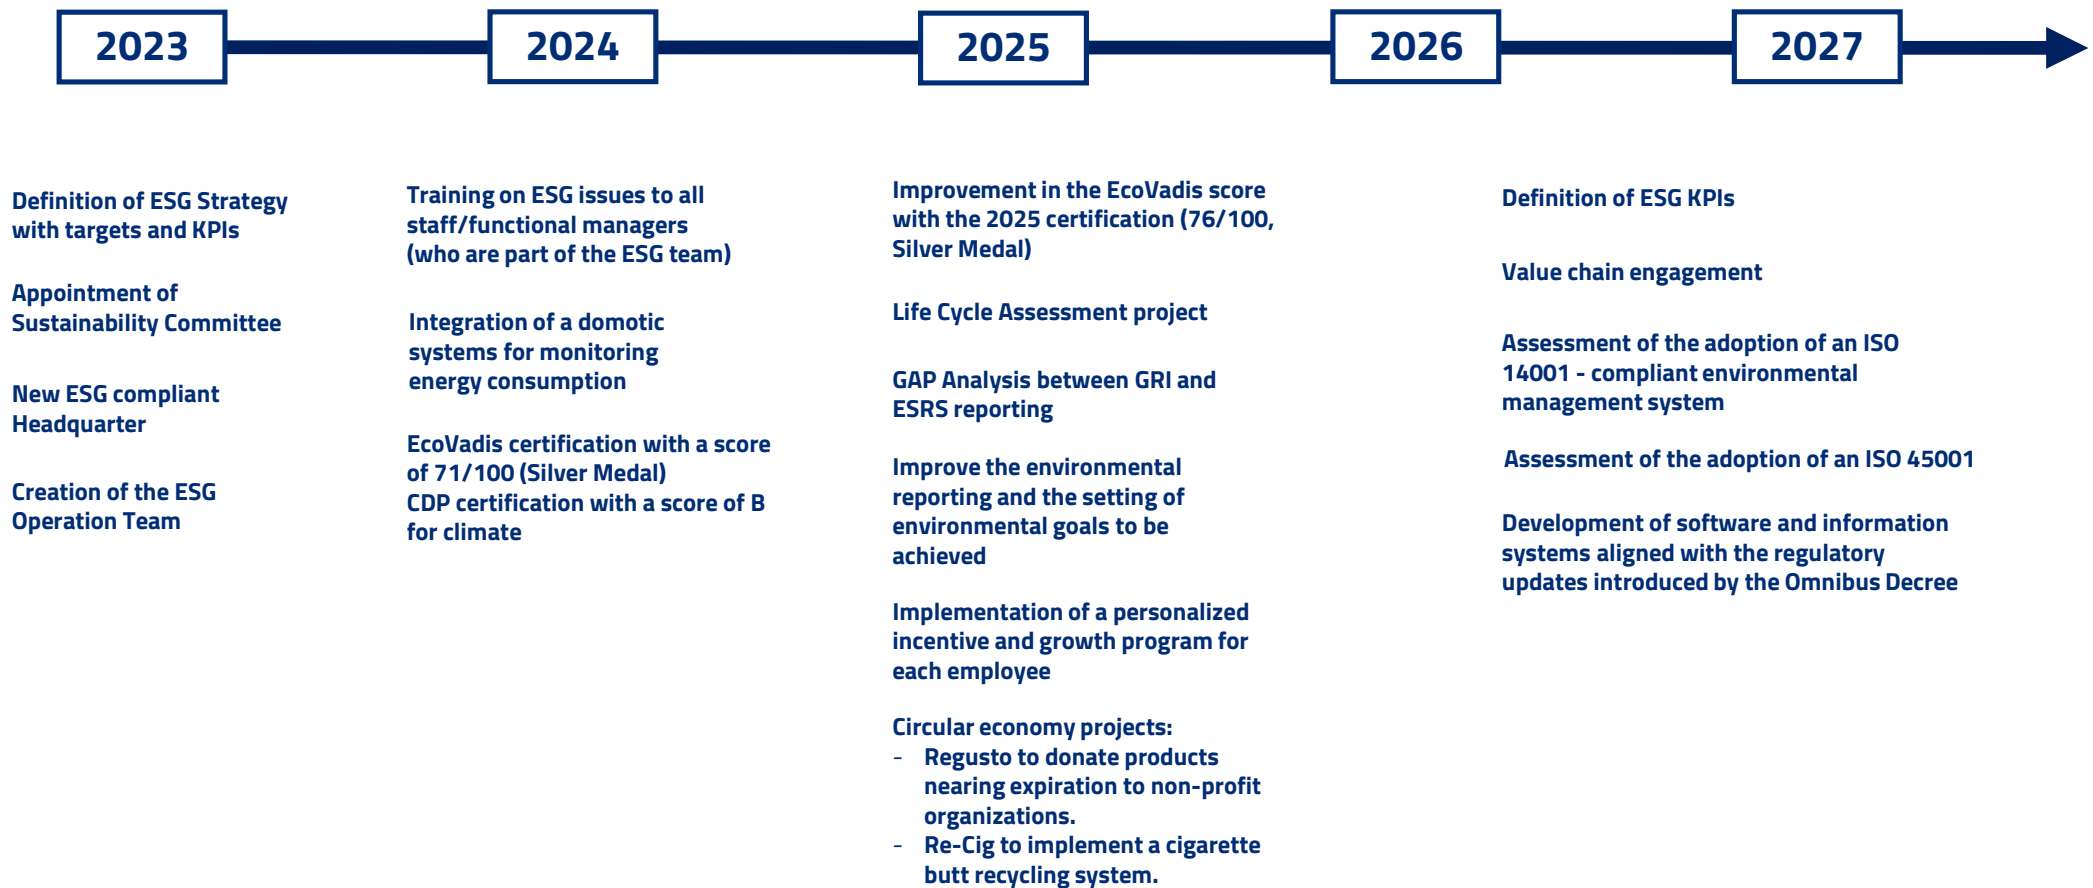 2023
2024
2025
2026
2027
Definition of ESG Strategy
with targets and KPIs
Appointment of
Sustainability Committee
New ESG compliant
Headquarter
Creation of the ESG
Operation Team
Training on ESG issues to all
staff/functional managers
(who are part of the ESG team)
Integration of a domotic
systems for monitoring
energy consumption
EcoVadis certification with a score
of 71/100 (Silver Medal)
CDP certification with a score of B
for climate
Improvement in the EcoVadis score
with the 2025 certification (76/100,
Silver Medal)
Life Cycle Assessment project
GAP Analysis between GRI and
ESRS reporting
Improve the environmental
reporting and the setting of
environmental goals to be
achieved
Implementation of a personalized
incentive and growth program for
each employee
Circular economy projects:
- Regusto to donate products
nearing expiration to non-profit
organizations.
- Re-Cig to implement a cigarette
butt recycling system.
Definition of ESG KPIs
Value chain engagement
Assessment of the adoption of an ISO
14001 - compliant environmental
management system
Assessment of the adoption of an ISO 45001
Development of software and information
systems aligned with the regulatory
updates introduced by the Omnibus Decree